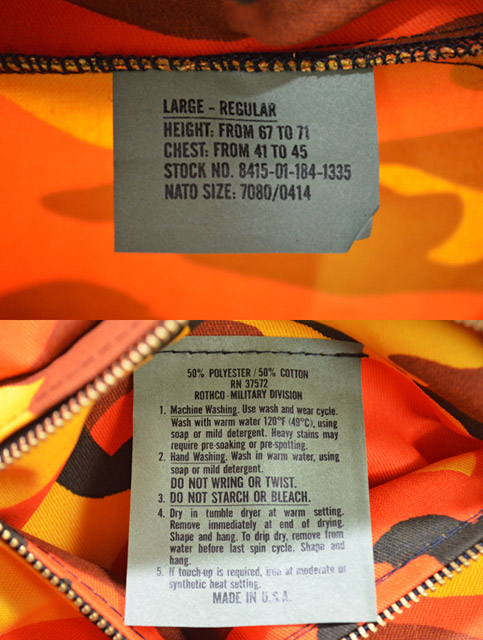 LARGE - REGULAR
HEIGHT: FROM 67 TO 71
CHEST: FROM 41 TO 45
STOCK NO. 8415-01-184-1335
NATO SIZE: 7080/0414
50% POLYESTER / 50% COTTON
RN 37572
ROTHCO - MILITARY DIVISION
1. Machine Washing. Use wash and wear cycle.
Wash with warm water 120°F (49°C), using
soap or mild detergent. Heavy stains may
require pre-soaking or pre-spotting.
2. Hand Washing. Wash in warm water, using
soap or mild detergent.
DO NOT WRING OR TWIST.
3. DO NOT STARCH OR BLEACH.
4. Dry in tumble dryer at warm setting.
Remove immediately at end of drying.
Shape and hang. To drip dry, remove from
water before last spin cycle. Shape and
hang.
5. If touch-up is required, iron at moderate or
synthetic heat setting.
MADE IN U.S.A.